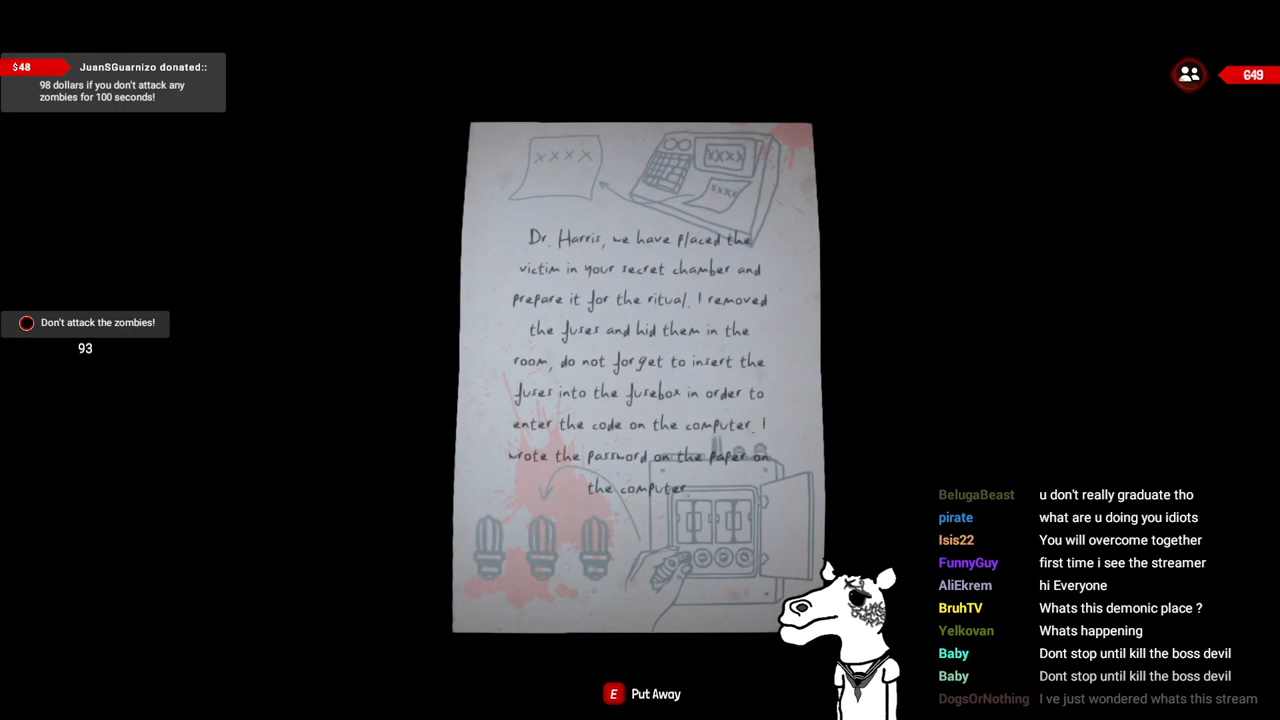 $48
JuanSGuarnizo donated::
98 dollars if you don't attack any
zombies for 100 seconds!
649
xxxx
xxxx
xxxx
Dr. Harris, we have placed the
victim in your secret chamber and
prepare it for the ritual. I removed
the fuses and hid them in the
room, do not forget to insert the
fuses into the fusebox in order to
enter the code on the computer. I
wrote the password on the paper on
the computer
Don't attack the zombies!
93
BelugaBeast u don't really graduate tho
pirate what are u doing you idiots
Isis22 You will overcome together
FunnyGuy first time i see the streamer
AliEkrem hi Everyone
BruhTV Whats this demonic place ?
Yelkovan Whats happening
Baby Dont stop until kill the boss devil
Baby Dont stop until kill the boss devil
DogsOrNothing I ve just wondered whats this stream
E Put Away